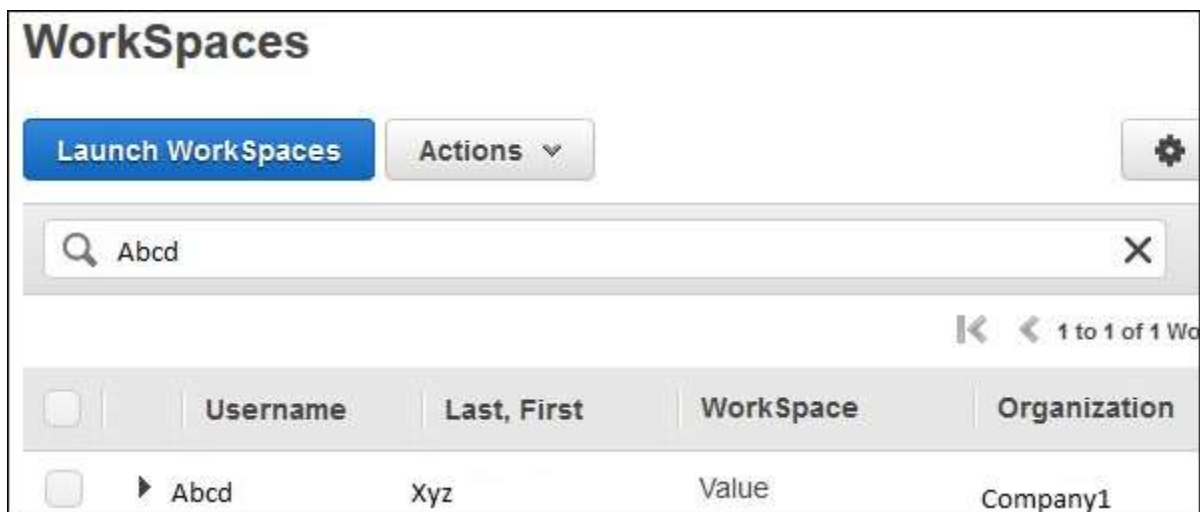 WorkSpaces
Launch WorkSpaces Actions
Abcd
1 to 1 of 1 Wo
Username Last, First WorkSpace Organization
Abcd Xyz Value Company1